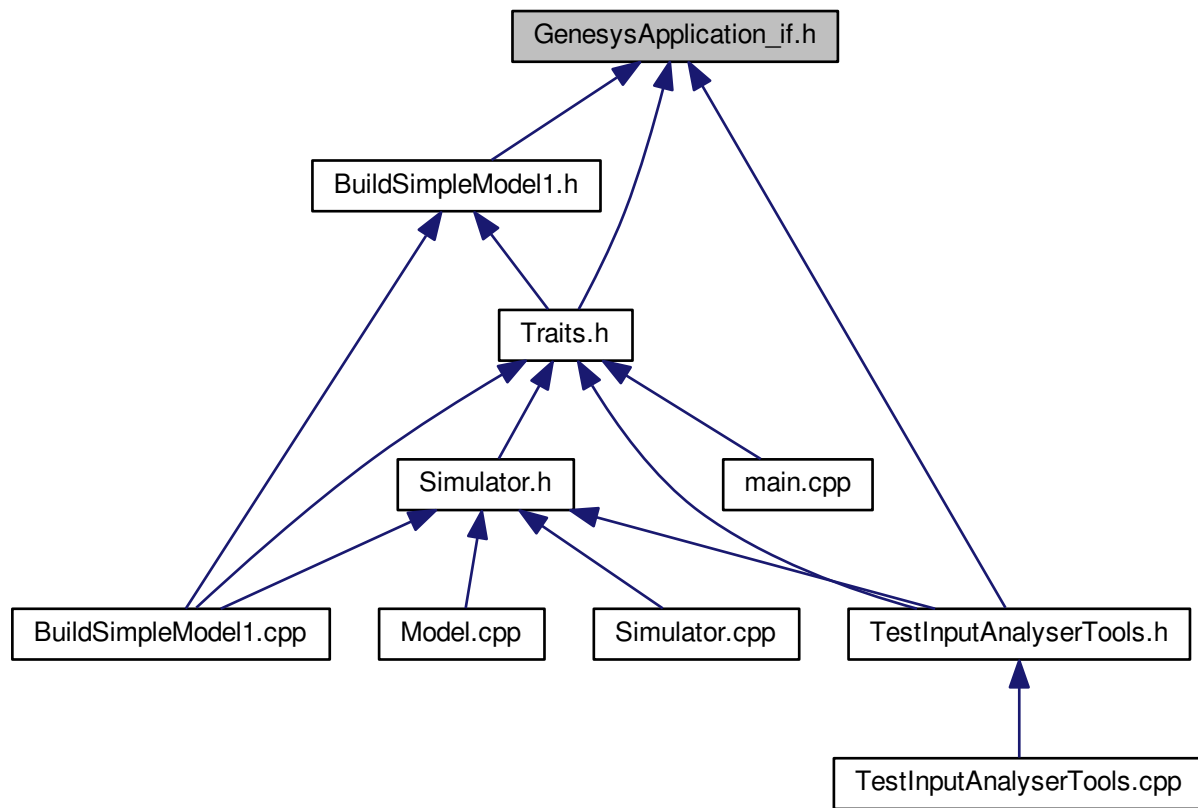 GenesysApplication_if.h
BuildSimpleModel1.h
Traits.h
Simulator.h
main.cpp
BuildSimpleModel1.cpp
Model.cpp
Simulator.cpp
TestInputAnalyserTools.h
TestInputAnalyserTools.cpp